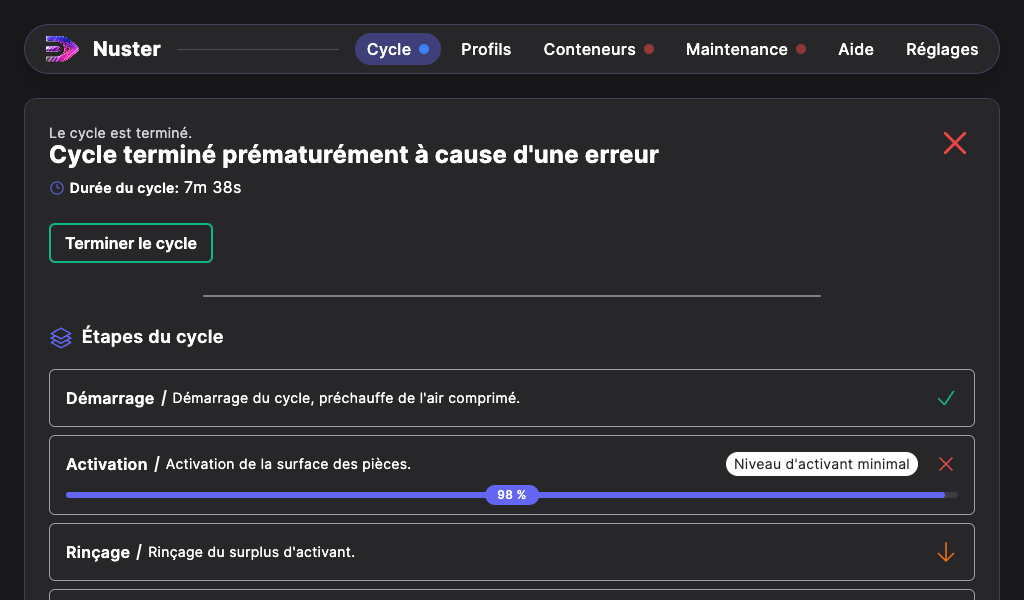 Nuster
Cycle
Profils
Conteneurs
Maintenance
Aide
Réglages
Le cycle est terminé.
Cycle terminé prématurément à cause d'une erreur
Durée du cycle: 7m 38s
Terminer le cycle
Étapes du cycle
Démarrage / Démarrage du cycle, préchauffe de l'air comprimé.
Activation / Activation de la surface des pièces.
Niveau d'activant minimal
98 %
Rinçage / Rinçage du surplus d'activant.